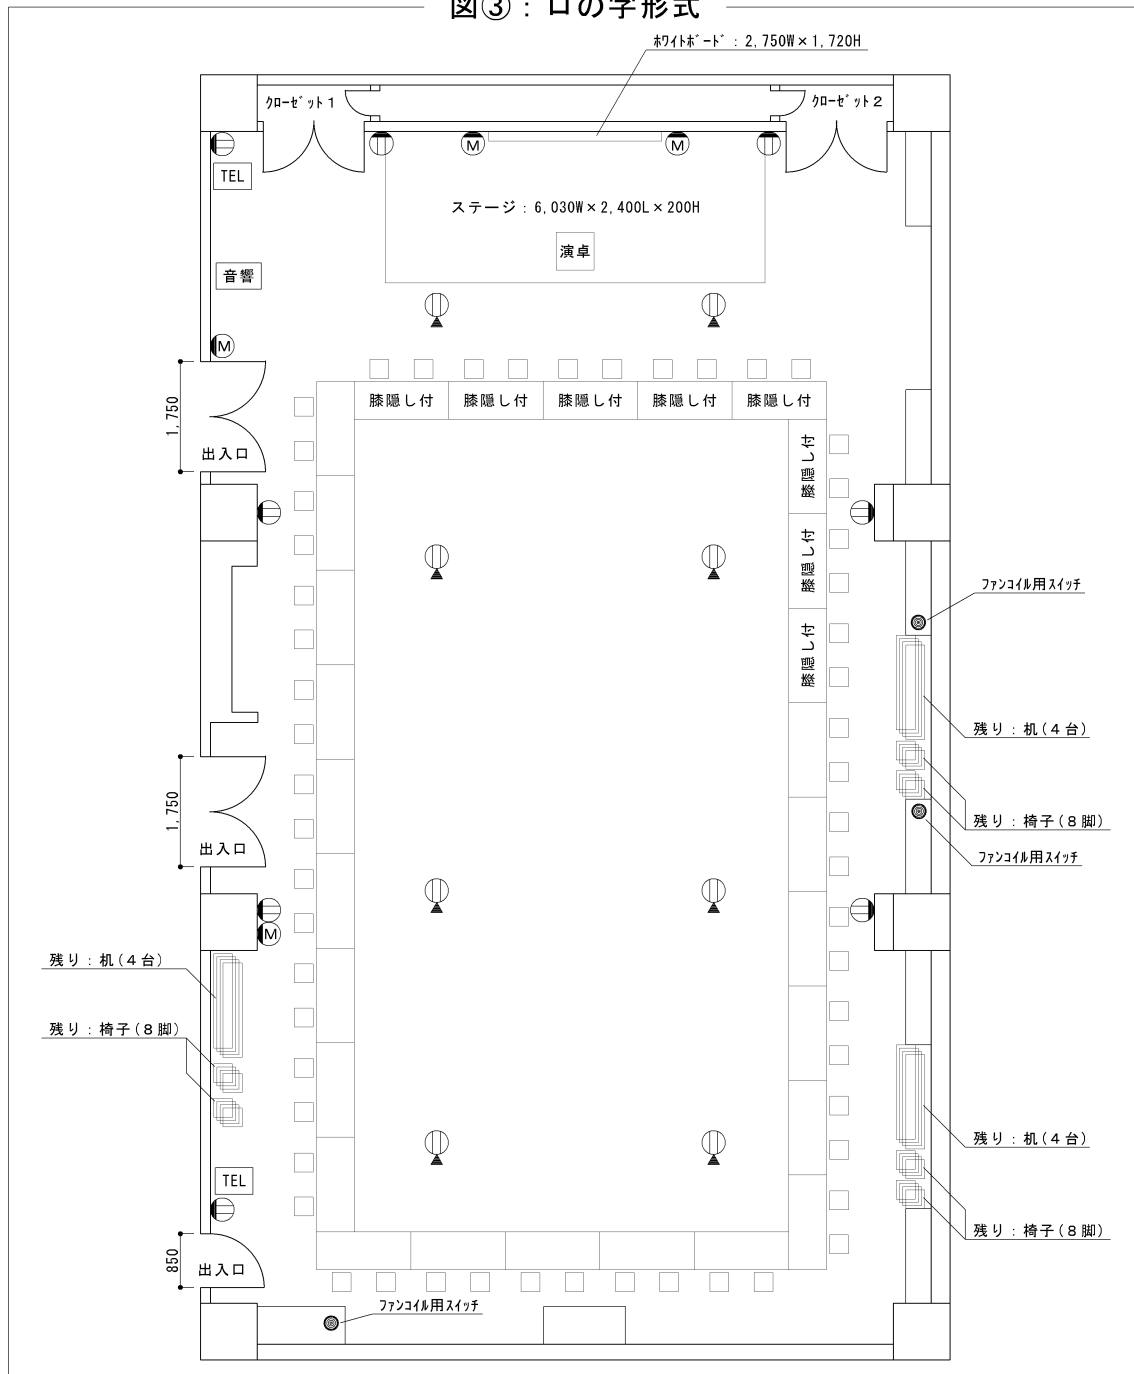 図③：ロの字形式
ﾎﾜｲﾄﾎﾞｰﾄﾞ：2,750W×1,720H
ｸﾛｰｾﾞｯﾄ1
ｸﾛｰｾﾞｯﾄ2
M
M
TEL
ステージ：6,030W×2,400L×200H
演卓
音響
M
1,750
出入口
膝隠し付
膝隠し付
膝隠し付
膝隠し付
膝隠し付
膝隠し付
膝隠し付
膝隠し付
ﾌｧﾝｺｲﾙ用ｽｲｯﾁ
残り：机(4台)
1,750
出入口
残り：椅子(8脚)
ﾌｧﾝｺｲﾙ用ｽｲｯﾁ
M
残り：机(4台)
残り：椅子(8脚)
残り：机(4台)
TEL
残り：椅子(8脚)
850
出入口
ﾌｧﾝｺｲﾙ用ｽｲｯﾁ